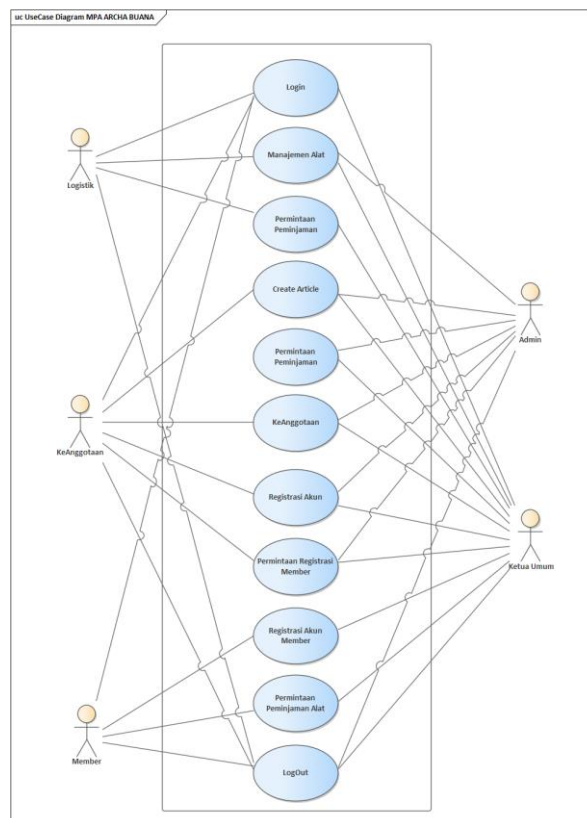 uc UseCase Diagram MPA ARCHA BUANA
Login
Manajemen Alat
Logistik
Permintaan
Peminjaman
Create Article
Admin
Permintaan
Peminjaman
KeAnggotaan
KeAnggotaan
Registrasi Akun
Permintaan Registrasi
Member
Ketua Umum
Registrasi Akun
Member
Permintaan
Peminjaman Alat
Member
LogOut